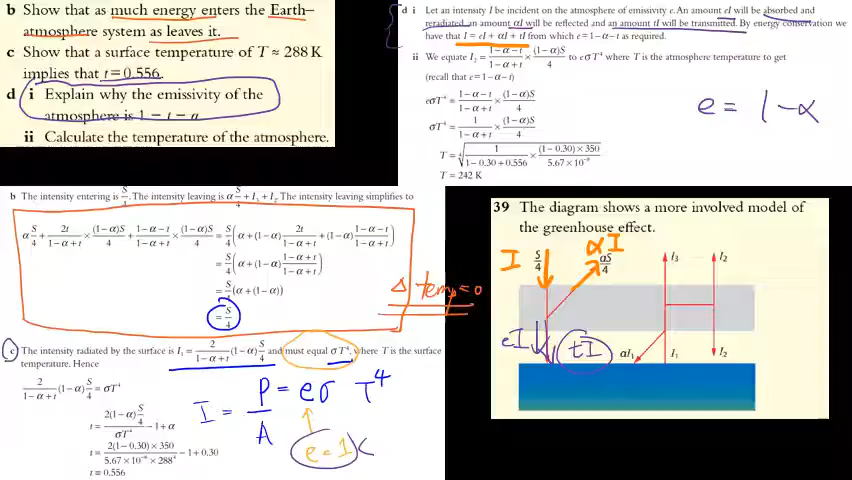 b Show that as much energy enters the Earth–
atmosphere system as leaves it.
c Show that a surface temperature of T ≈ 288 K
implies that t = 0.556.
d i Explain why the emissivity of the
atmosphere is 1 − t − α
ii Calculate the temperature of the atmosphere.
d i Let an intensity I be incident on the atmosphere of emissivity e. An amount eI will be absorbed and
reradiated, an amount αI will be reflected and an amount tI will be transmitted. By energy conservation we
have that I = eI + αI + tI from which e = 1−α−t as required.
ii We equate I₂ = (1−α−t)/(1−α+t) × (1−α)S/4 to eσT⁴ where T is the atmosphere temperature to get
(recall that e = 1−α−t)
eσT⁴ = (1−α−t)/(1−α+t) × (1−α)S/4
σT⁴ = 1/(1−α+t) × (1−α)S/4
T = ⁴√(1/(1−0.30+0.556) × (1−0.30)×350/(5.67×10⁻⁸))
T = 242 K
e = 1−α
b The intensity entering is S/4. The intensity leaving is α S/4 + I₃ + I₂. The intensity leaving simplifies to
α S/4 + 2t/(1−α+t) × (1−α)S/4 + (1−α−t)/(1−α+t) × (1−α)S/4 = S/4 (α + (1−α) 2t/(1−α+t) + (1−α) (1−α−t)/(1−α+t))
= S/4 (α + (1−α) (1−α+t)/(1−α+t))
= S/4 (α + (1−α))
= S/4
Δ temp = 0
c The intensity radiated by the surface is I₁ = 2/(1−α+t) (1−α) S/4 and must equal σT⁴, where T is the surface
temperature. Hence
2/(1−α+t) (1−α) S/4 = σT⁴
t = 2(1−α) S/4 / σT⁴ − 1 + α
t = 2(1−0.30)×350/(5.67×10⁻⁸×288⁴) − 1 + 0.30
t = 0.556
I = P/A = eσ T⁴
e = 1
39 The diagram shows a more involved model of
the greenhouse effect.
I
αI
S/4
αS/4
I₃
I₂
eI
tI
αI₁
I₁
I₂